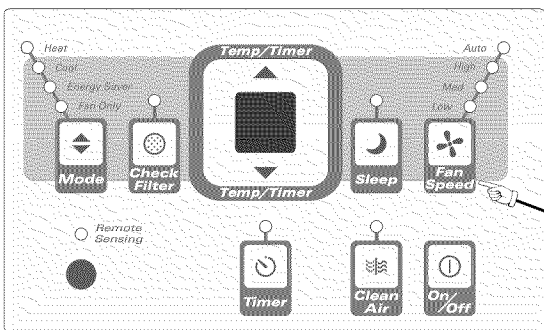 Temp/Timer
Heat
Cool
Energy Saver
Fan Only
Auto
High
Med
Low
Mode
Check
Filter
Temp/Timer
Sleep
Fan
Speed
Remote
Sensing
Timer
Clean
Air
On/Off